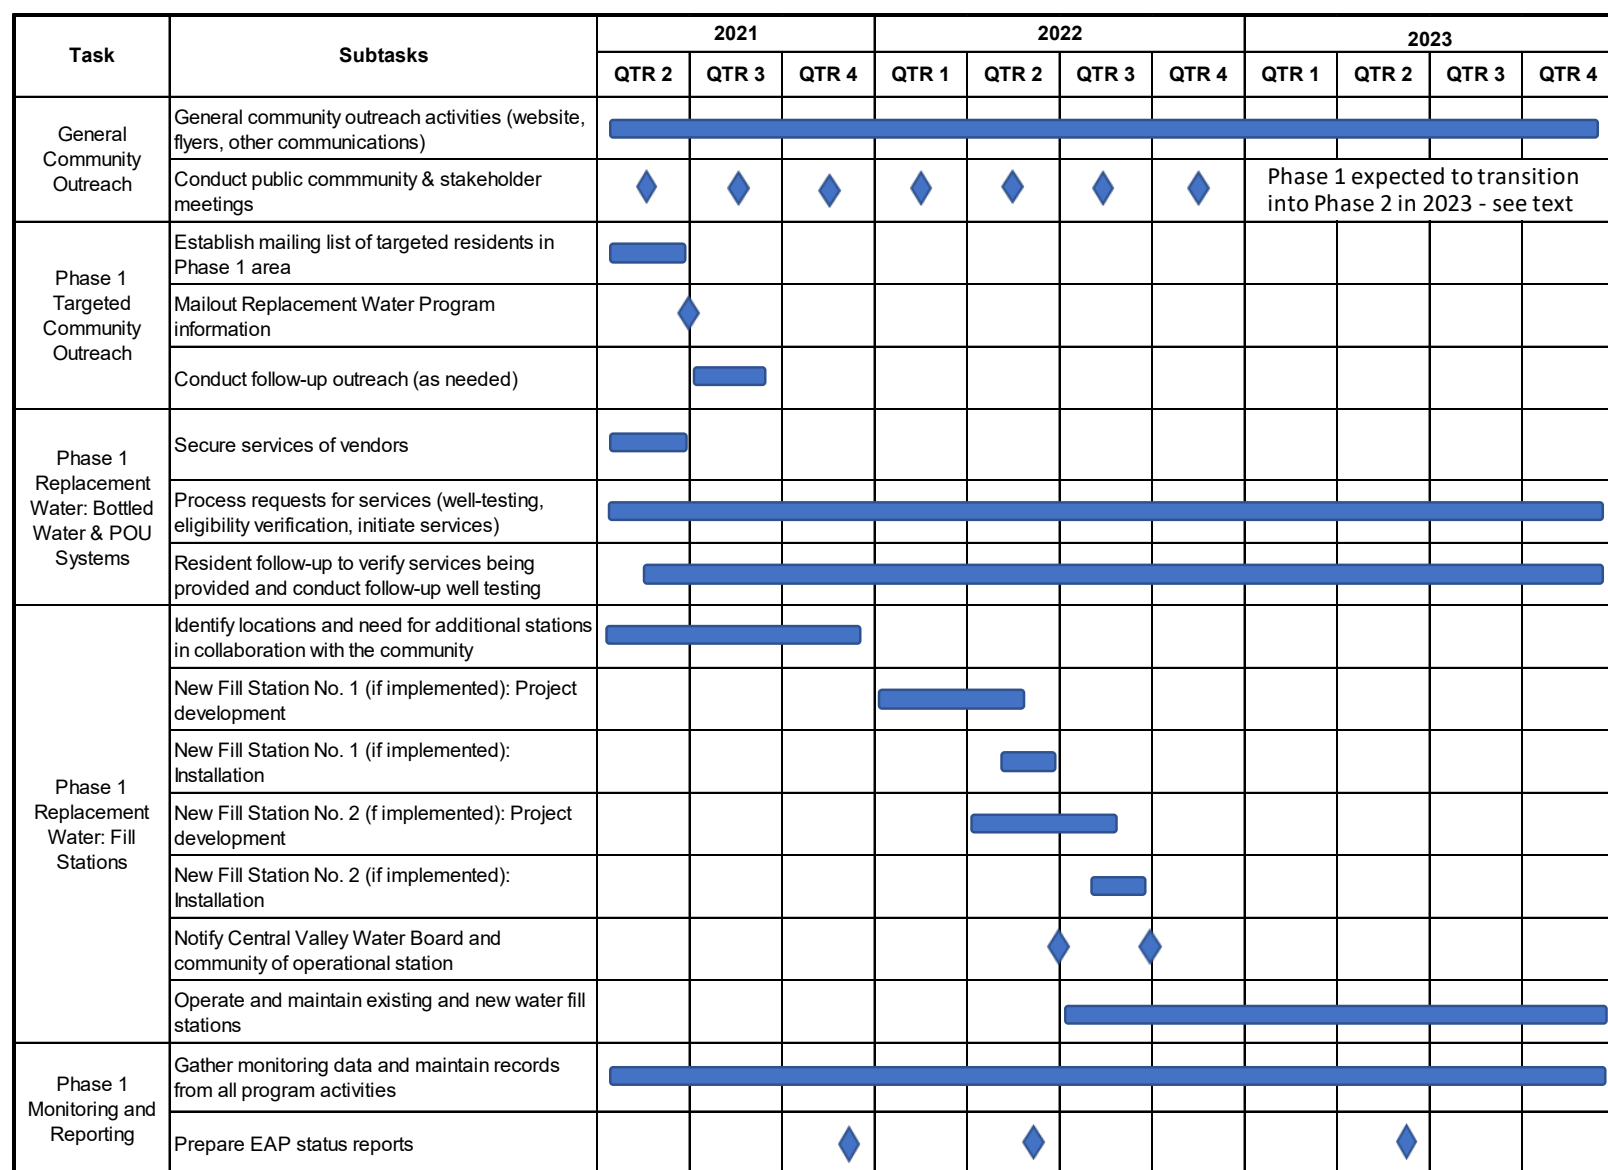 Task
Subtasks
2021
2022
2023
QTR 2
QTR 3
QTR 4
QTR 1
QTR 2
QTR 3
QTR 4
QTR 1
QTR 2
QTR 3
QTR 4
General
Community
Outreach
General community outreach activities (website,
flyers, other communications)
Conduct public commmunity & stakeholder
meetings
Phase 1 expected to transition
into Phase 2 in 2023 - see text
Phase 1
Targeted
Community
Outreach
Establish mailing list of targeted residents in
Phase 1 area
Mailout Replacement Water Program
information
Conduct follow-up outreach (as needed)
Phase 1
Replacement
Water: Bottled
Water & POU
Systems
Secure services of vendors
Process requests for services (well-testing,
eligibility verification, initiate services)
Resident follow-up to verify services being
provided and conduct follow-up well testing
Phase 1
Replacement
Water: Fill
Stations
Identify locations and need for additional stations
in collaboration with the community
New Fill Station No. 1 (if implemented): Project
development
New Fill Station No. 1 (if implemented):
Installation
New Fill Station No. 2 (f implemented): Project
development
New Fill Station No. 2 (if implemented):
Installation
Notify Central Valley Water Board and
community of operational station
Operate and maintain existing and new water fill
stations
Phase 1
Monitoring and
Reporting
Gather monitoring data and maintain records
from all program activities
Prepare EAP status reports